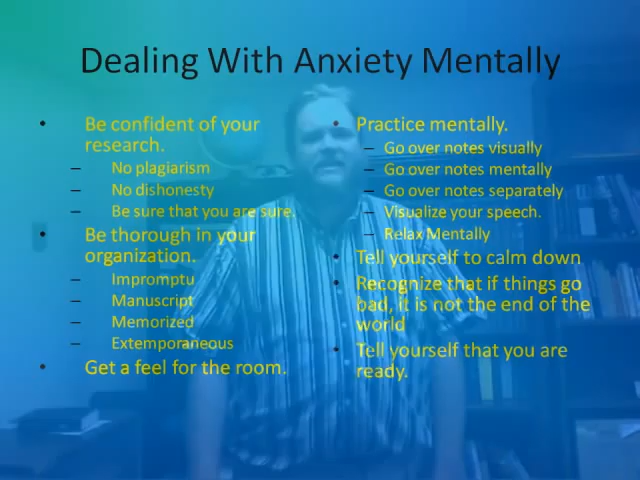 Dealing With Anxiety Mentally
• Be confident of your
research.
– No plagiarism
– No dishonesty
– Be sure that you are sure.
• Be thorough in your
organization.
– Impromptu
– Manuscript
– Memorized
– Extemporaneous
• Get a feel for the room.
• Practice mentally.
– Go over notes visually
– Go over notes mentally
– Go over notes separately
– Visualize your speech.
– Relax Mentally
• Tell yourself to calm down
• Recognize that if things go
bad, it is not the end of the
world
• Tell yourself that you are
ready.